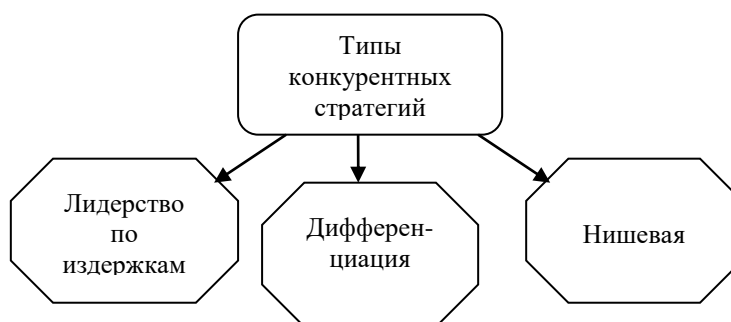 Типы
конкурентных
стратегий
Лидерство
по
издержкам
Дифферен-
циация
Нишевая